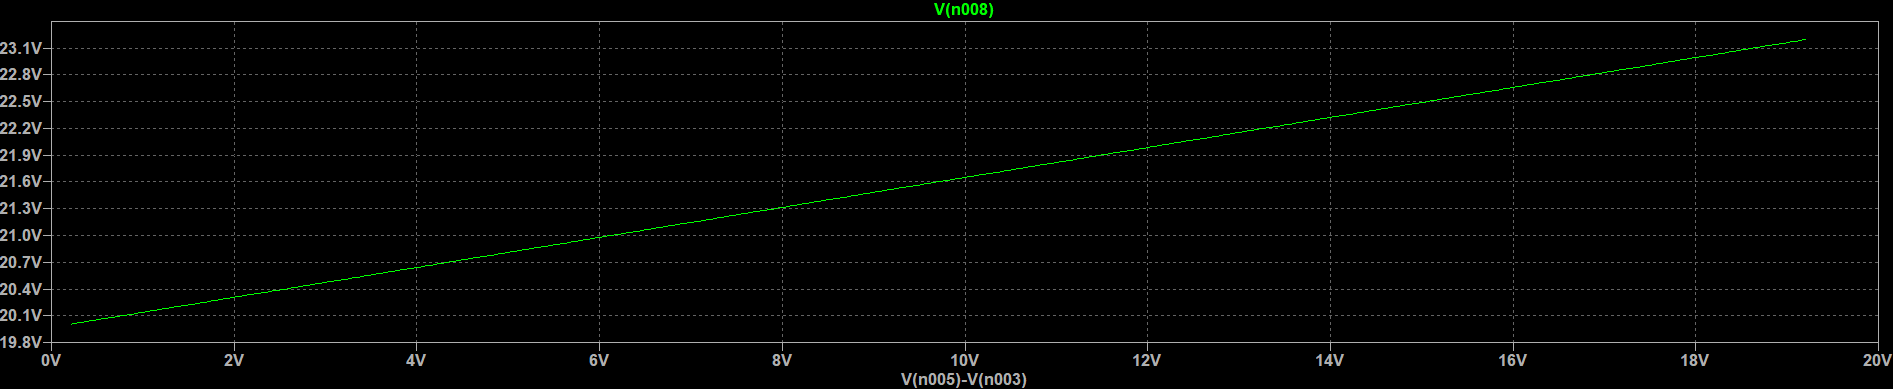 V(n008)
23.1V
22.8V
22.5V
22.2V
21.9V
21.6V
21.3V
21.0V
20.7V
20.4V
20.1V
19.8V
0V 2V 4V 6V 8V 10V 12V 14V 16V 18V 20V
V(n005)-V(n003)